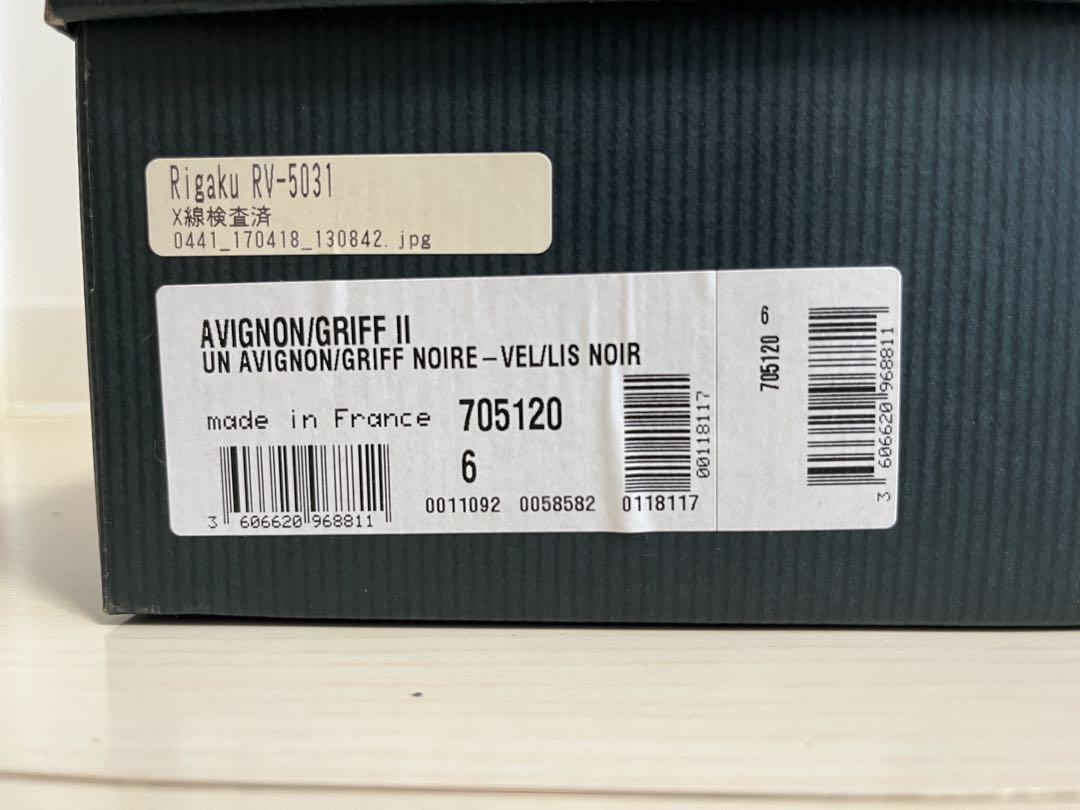 Rigaku RV-5031
X線検査済
0441_170418_130842.jpg
AVIGNON/GRIFF II
UN AVIGNON/GRIFF NOIRE – VEL/LIS NOIR
made in France 705120
6
3 606620 968811
0011092 0058582 0118117
00118117
705120 6
3 606620 968811